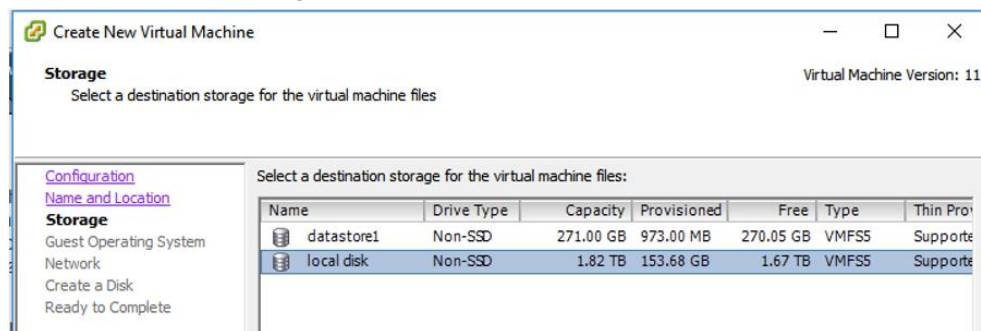 Create New Virtual Machine
Storage
Virtual Machine Version: 11
Select a destination storage for the virtual machine files
Configuration
Name and Location
Storage
Guest Operating System
Network
Create a Disk
Ready to Complete
Select a destination storage for the virtual machine files:
Name Drive Type Capacity Provisioned Free Type Thin Prov
datastore1 Non-SSD 271.00 GB 973.00 MB 270.05 GB VMFS5 Supporte
local disk Non-SSD 1.82 TB 153.68 GB 1.67 TB VMFS5 Supporte